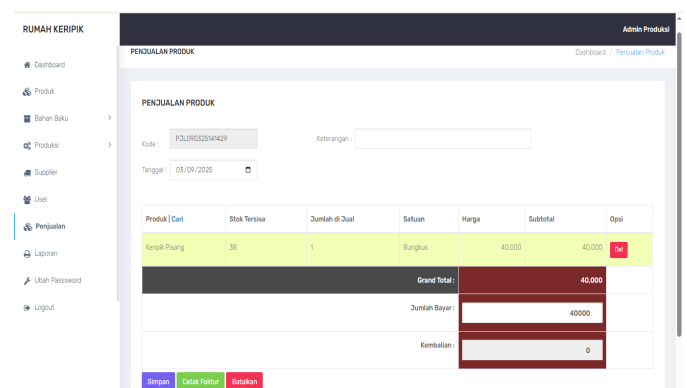 RUMAH KERIPIK
Admin Produksi
PENJUALAN PRODUK
Dashboard / Penjualan Produk
Dashboard
Produk
Bahan Baku
Produksi
Supplier
User
Penjualan
Laporan
Ubah Passsword
Logout
PENJUALAN PRODUK
Kode : PJL090325141429 Keterangan :
Tanggal : 03/09/2025
Produk | Cari Stok Tersisa Jumlah di Jual Satuan Harga Subtotal Opsi
Keripik Pisang 38 1 Bungkus 40,000 40,000 Del
Grand Total : 40,000
Jumlah Bayar : 40000
Kembalian : 0
Simpan Cetak Faktur Batalkan